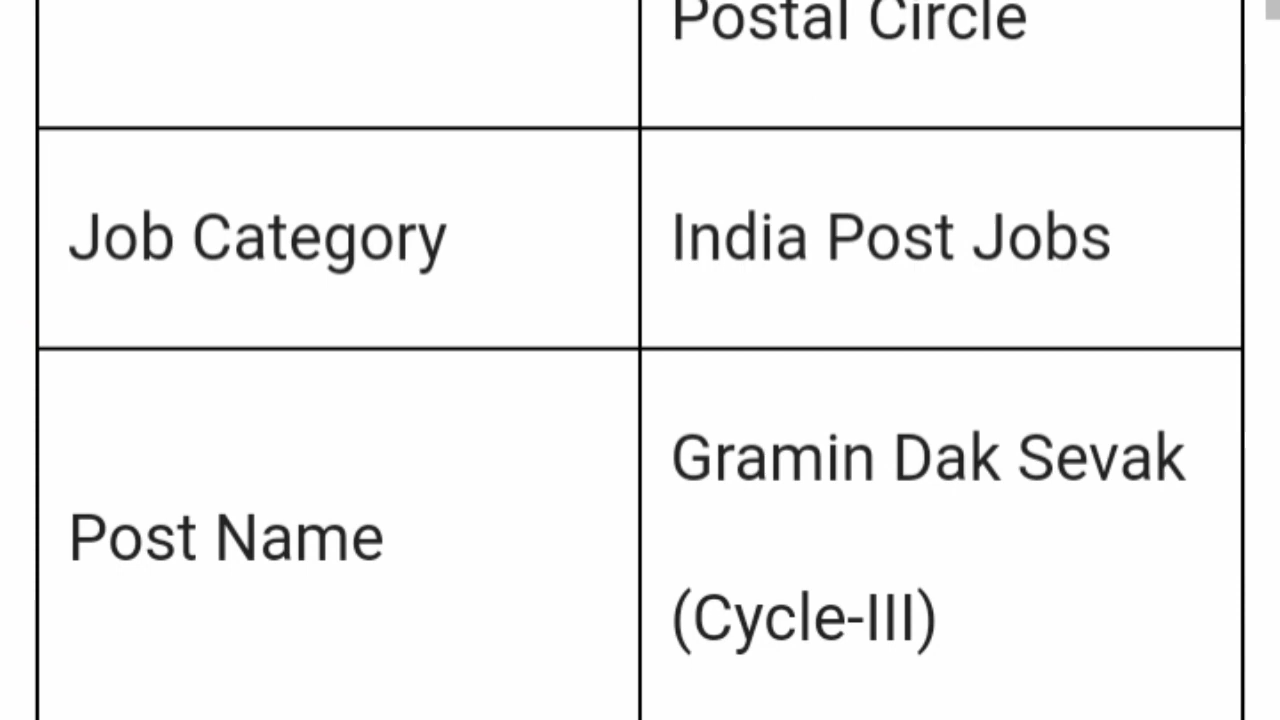 Postal Circle
Job Category
India Post Jobs
Gramin Dak Sevak
Post Name
(Cycle-III)